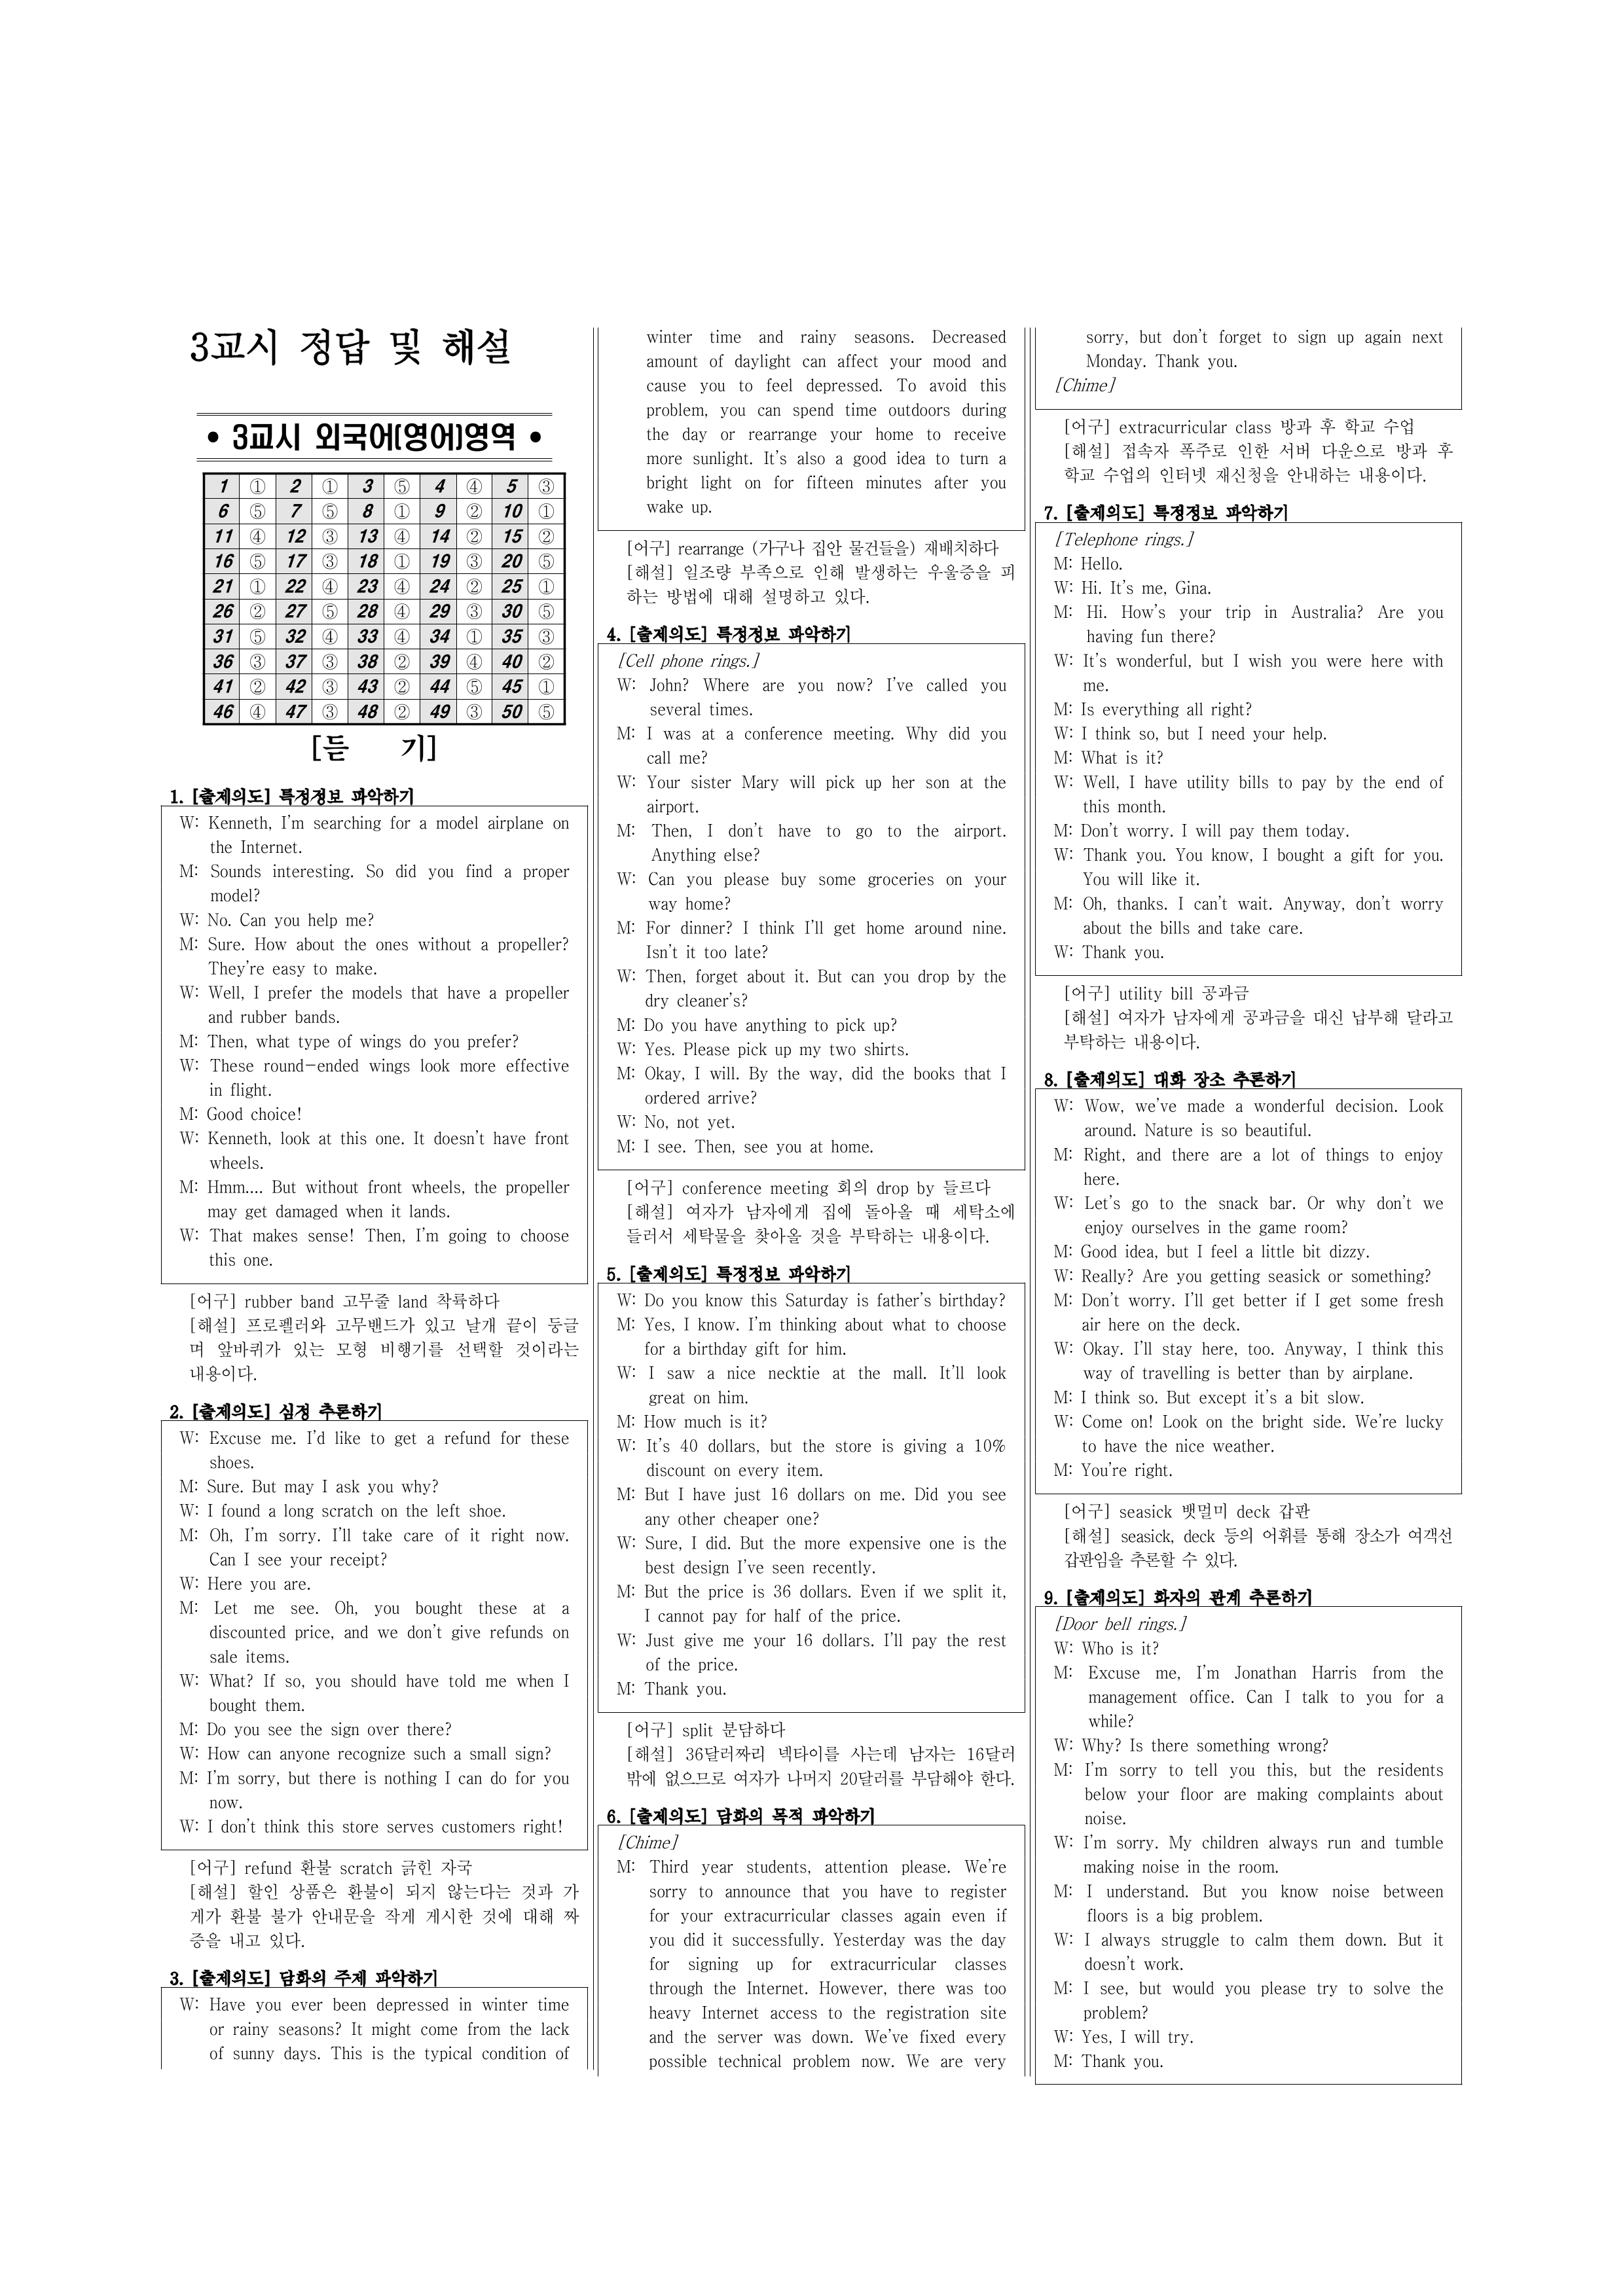 3교시 정답 및 해설
• 3교시 외국어(영어)영역 •
1 ① 2 ① 3 ⑤ 4 ④ 5 ③
6 ⑤ 7 ⑤ 8 ① 9 ② 10 ①
11 ④ 12 ③ 13 ④ 14 ② 15 ②
16 ⑤ 17 ③ 18 ① 19 ③ 20 ⑤
21 ① 22 ④ 23 ④ 24 ② 25 ①
26 ② 27 ⑤ 28 ④ 29 ③ 30 ⑤
31 ⑤ 32 ④ 33 ④ 34 ① 35 ③
36 ③ 37 ③ 38 ② 39 ④ 40 ②
41 ② 42 ③ 43 ② 44 ⑤ 45 ①
46 ④ 47 ③ 48 ② 49 ③ 50 ⑤
[듣 기]
1. [출제의도] 특정정보 파악하기
W: Kenneth, I'm searching for a model airplane on
the Internet.
M: Sounds interesting. So did you find a proper
model?
W: No. Can you help me?
M: Sure. How about the ones without a propeller?
They're easy to make.
W: Well, I prefer the models that have a propeller
and rubber bands.
M: Then, what type of wings do you prefer?
W: These round-ended wings look more effective
in flight.
M: Good choice!
W: Kenneth, look at this one. It doesn't have front
wheels.
M: Hmm.... But without front wheels, the propeller
may get damaged when it lands.
W: That makes sense! Then, I'm going to choose
this one.
[어구] rubber band 고무줄 land 착륙하다
[해설] 프로펠러와 고무밴드가 있고 날개 끝이 둥글
며 앞바퀴가 있는 모형 비행기를 선택할 것이라는
내용이다.
2. [출제의도] 심정 추론하기
W: Excuse me. I'd like to get a refund for these
shoes.
M: Sure. But may I ask you why?
W: I found a long scratch on the left shoe.
M: Oh, I'm sorry. I'll take care of it right now.
Can I see your receipt?
W: Here you are.
M: Let me see. Oh, you bought these at a
discounted price, and we don't give refunds on
sale items.
W: What? If so, you should have told me when I
bought them.
M: Do you see the sign over there?
W: How can anyone recognize such a small sign?
M: I'm sorry, but there is nothing I can do for you
now.
W: I don't think this store serves customers right!
[어구] refund 환불 scratch 긁힌 자국
[해설] 할인 상품은 환불이 되지 않는다는 것과 가
게가 환불 불가 안내문을 작게 게시한 것에 대해 짜
증을 내고 있다.
3. [출제의도] 담화의 주제 파악하기
W: Have you ever been depressed in winter time
or rainy seasons? It might come from the lack
of sunny days. This is the typical condition of
winter time and rainy seasons. Decreased
amount of daylight can affect your mood and
cause you to feel depressed. To avoid this
problem, you can spend time outdoors during
the day or rearrange your home to receive
more sunlight. It's also a good idea to turn a
bright light on for fifteen minutes after you
wake up.
[어구] rearrange (가구나 집안 물건들을) 재배치하다
[해설] 일조량 부족으로 인해 발생하는 우울증을 피
하는 방법에 대해 설명하고 있다.
4. [출제의도] 특정정보 파악하기
[Cell phone rings.]
W: John? Where are you now? I've called you
several times.
M: I was at a conference meeting. Why did you
call me?
W: Your sister Mary will pick up her son at the
airport.
M: Then, I don't have to go to the airport.
Anything else?
W: Can you please buy some groceries on your
way home?
M: For dinner? I think I'll get home around nine.
Isn't it too late?
W: Then, forget about it. But can you drop by the
dry cleaner's?
M: Do you have anything to pick up?
W: Yes. Please pick up my two shirts.
M: Okay, I will. By the way, did the books that I
ordered arrive?
W: No, not yet.
M: I see. Then, see you at home.
[어구] conference meeting 회의 drop by 들르다
[해설] 여자가 남자에게 집에 돌아올 때 세탁소에
들러서 세탁물을 찾아올 것을 부탁하는 내용이다.
5. [출제의도] 특정정보 파악하기
W: Do you know this Saturday is father's birthday?
M: Yes, I know. I'm thinking about what to choose
for a birthday gift for him.
W: I saw a nice necktie at the mall. It'll look
great on him.
M: How much is it?
W: It's 40 dollars, but the store is giving a 10%
discount on every item.
M: But I have just 16 dollars on me. Did you see
any other cheaper one?
W: Sure, I did. But the more expensive one is the
best design I've seen recently.
M: But the price is 36 dollars. Even if we split it,
I cannot pay for half of the price.
W: Just give me your 16 dollars. I'll pay the rest
of the price.
M: Thank you.
[어구] split 분담하다
[해설] 36달러짜리 넥타이를 사는데 남자는 16달러
밖에 없으므로 여자가 나머지 20달러를 부담해야 한다.
6. [출제의도] 담화의 목적 파악하기
[Chime]
M: Third year students, attention please. We're
sorry to announce that you have to register
for your extracurricular classes again even if
you did it successfully. Yesterday was the day
for signing up for extracurricular classes
through the Internet. However, there was too
heavy Internet access to the registration site
and the server was down. We've fixed every
possible technical problem now. We are very
sorry, but don't forget to sign up again next
Monday. Thank you.
[Chime]
[어구] extracurricular class 방과 후 학교 수업
[해설] 접속자 폭주로 인한 서버 다운으로 방과 후
학교 수업의 인터넷 재신청을 안내하는 내용이다.
7. [출제의도] 특정정보 파악하기
[Telephone rings.]
M: Hello.
W: Hi. It's me, Gina.
M: Hi. How's your trip in Australia? Are you
having fun there?
W: It's wonderful, but I wish you were here with
me.
M: Is everything all right?
W: I think so, but I need your help.
M: What is it?
W: Well, I have utility bills to pay by the end of
this month.
M: Don't worry. I will pay them today.
W: Thank you. You know, I bought a gift for you.
You will like it.
M: Oh, thanks. I can't wait. Anyway, don't worry
about the bills and take care.
W: Thank you.
[어구] utility bill 공과금
[해설] 여자가 남자에게 공과금을 대신 납부해 달라고
부탁하는 내용이다.
8. [출제의도] 대화 장소 추론하기
W: Wow, we've made a wonderful decision. Look
around. Nature is so beautiful.
M: Right, and there are a lot of things to enjoy
here.
W: Let's go to the snack bar. Or why don't we
enjoy ourselves in the game room?
M: Good idea, but I feel a little bit dizzy.
W: Really? Are you getting seasick or something?
M: Don't worry. I'll get better if I get some fresh
air here on the deck.
W: Okay. I'll stay here, too. Anyway, I think this
way of travelling is better than by airplane.
M: I think so. But except it's a bit slow.
W: Come on! Look on the bright side. We're lucky
to have the nice weather.
M: You're right.
[어구] seasick 뱃멀미 deck 갑판
[해설] seasick, deck 등의 어휘를 통해 장소가 여객선
갑판임을 추론할 수 있다.
9. [출제의도] 화자의 관계 추론하기
[Door bell rings.]
W: Who is it?
M: Excuse me, I'm Jonathan Harris from the
management office. Can I talk to you for a
while?
W: Why? Is there something wrong?
M: I'm sorry to tell you this, but the residents
below your floor are making complaints about
noise.
W: I'm sorry. My children always run and tumble
making noise in the room.
M: I understand. But you know noise between
floors is a big problem.
W: I always struggle to calm them down. But it
doesn't work.
M: I see, but would you please try to solve the
problem?
W: Yes, I will try.
M: Thank you.